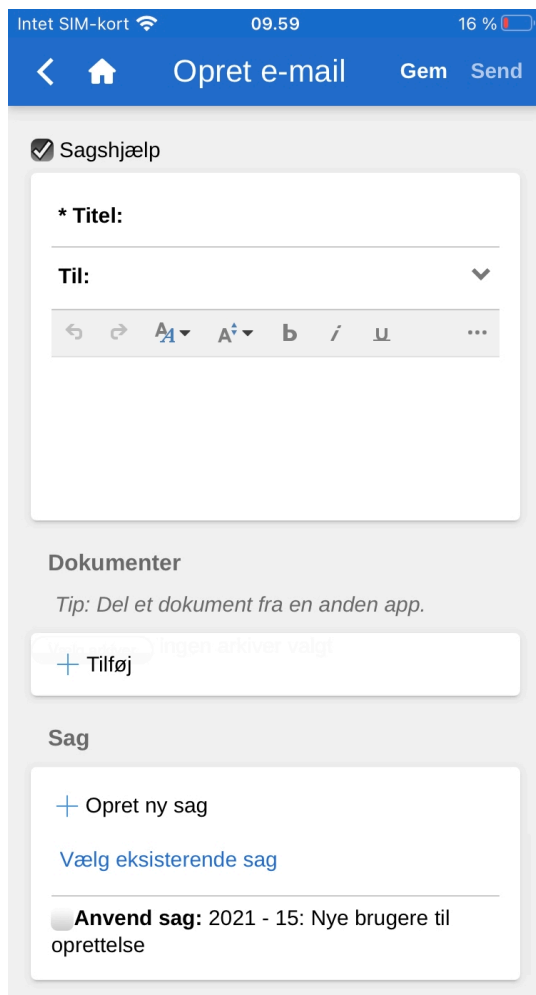 Intet SIM-kort 09.59 16 %
Opret e-mail Gem Send
Sagshjælp
* Titel:
Til:
A A A b i u ...
Dokumenter
Tip: Del et dokument fra en anden app.
ingen arkiver valgt
+ Tilføj
Sag
+ Opret ny sag
Vælg eksisterende sag
Anvend sag: 2021 - 15: Nye brugere til
oprettelse